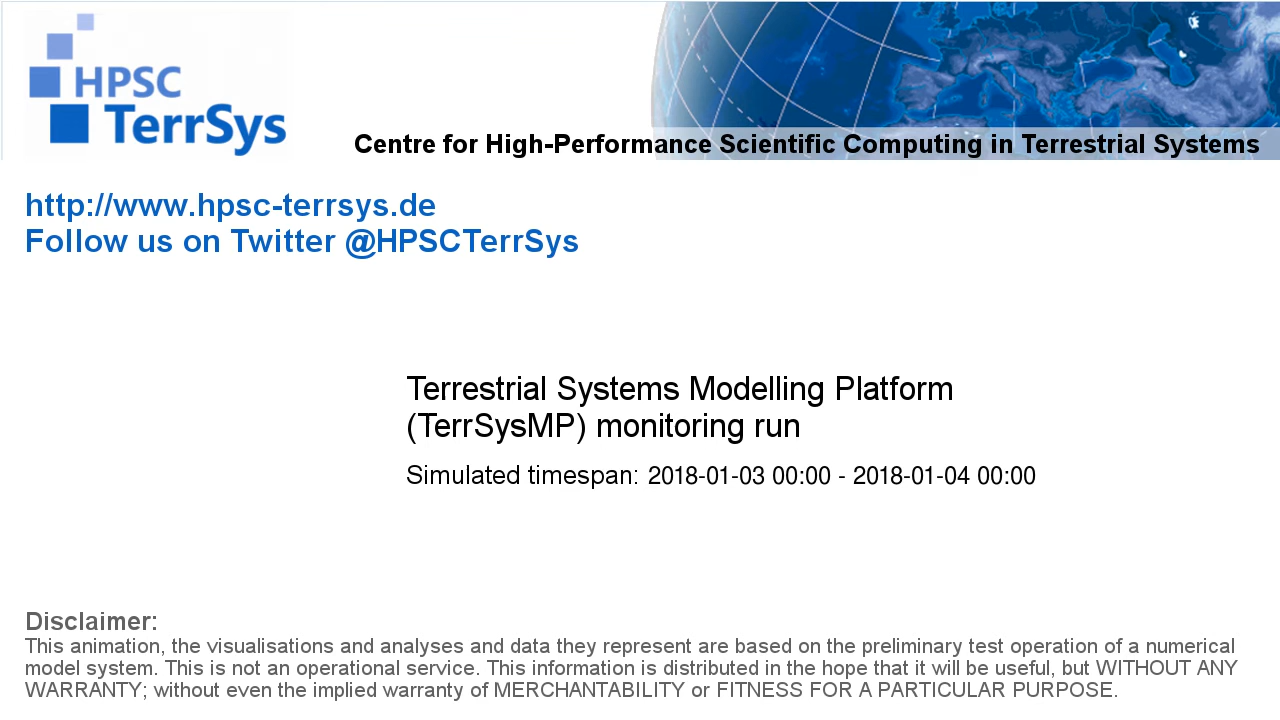 HPSC
TerrSys
Centre for High-Performance Scientific Computing in Terrestrial Systems
http://www.hpsc-terrsys.de
Follow us on Twitter @HPSCTerrSys
Terrestrial Systems Modelling Platform
(TerrSysMP) monitoring run
Simulated timespan: 2018-01-03 00:00 - 2018-01-04 00:00
Disclaimer:
This animation, the visualisations and analyses and data they represent are based on the preliminary test operation of a numerical
model system. This is not an operational service. This information is distributed in the hope that it will be useful, but WITHOUT ANY
WARRANTY; without even the implied warranty of MERCHANTABILITY or FITNESS FOR A PARTICULAR PURPOSE.